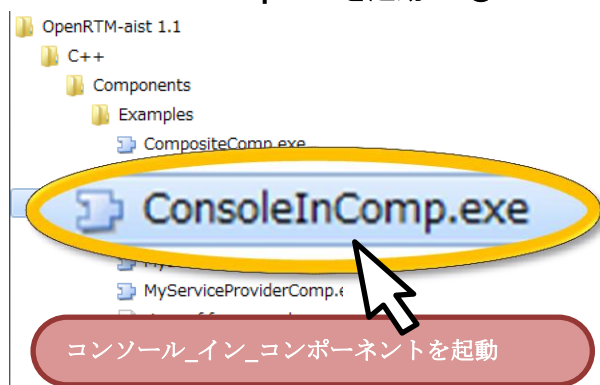 OpenRTM-aist 1.1
C++
Components
Examples
CompositeComp.exe
ConsoleInComp.exe
MyServiceProviderComp.e
コンソール_イン_コンポーネントを起動